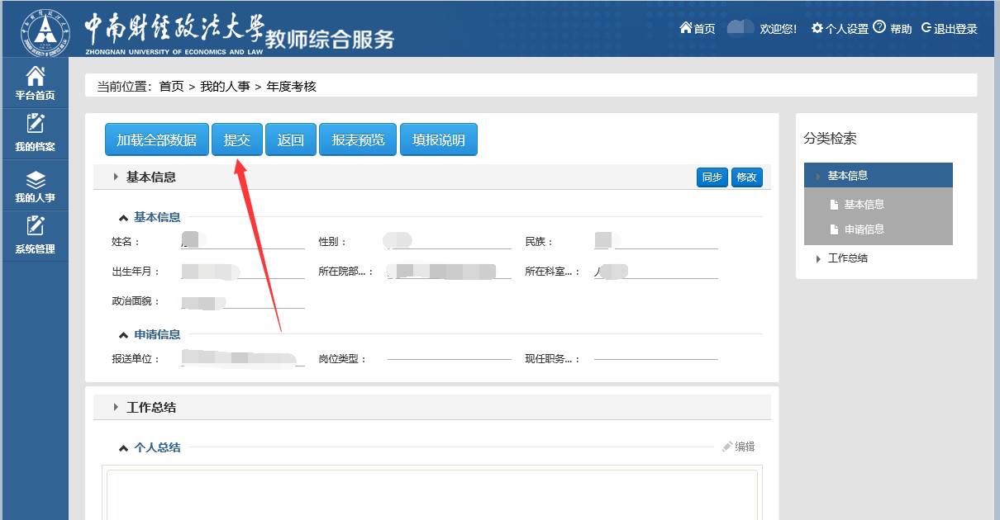 中南财经政法大学 教师综合服务
ZHONGNAN UNIVERSITY OF ECONOMICS AND LAW
首页 欢迎您! 个人设置 帮助 退出登录
平台首页
我的档案
我的人事
系统管理
当前位置：首页 > 我的人事 > 年度考核
加载全部数据 提交 返回 报表预览 填报说明
基本信息 同步 修改
基本信息
姓名： 性别： 民族：
出生年月： 所在院部...： 所在科室...：
政治面貌：
申请信息
报送单位： 岗位类型： 现任职务...：
工作总结
个人总结 编辑
分类检索
基本信息
基本信息
申请信息
工作总结